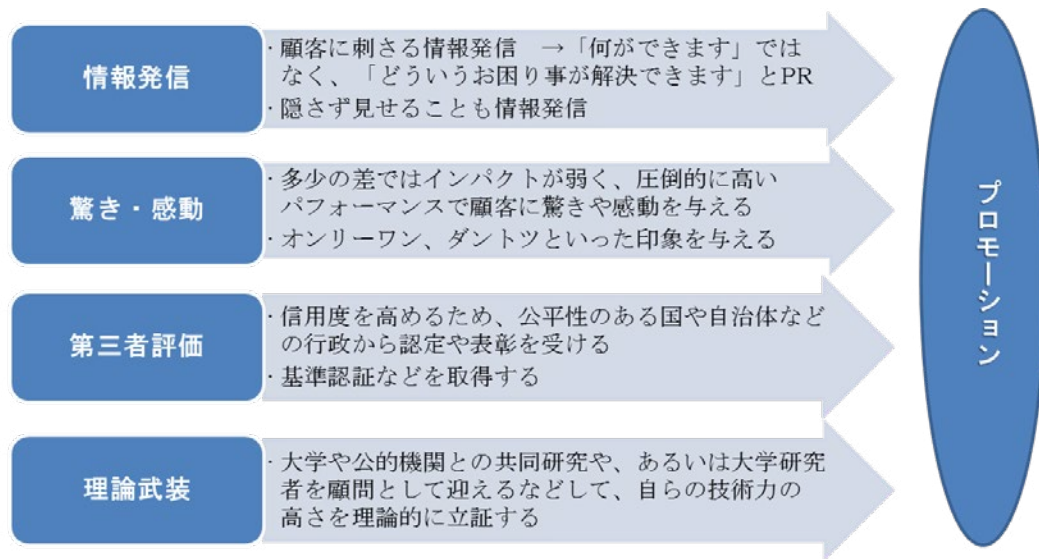 情報発信
・顧客に刺さる情報発信　→「何ができます」では
なく、「どういうお困り事が解決できます」とPR
・隠さず見せることも情報発信
驚き・感動
・多少の差ではインパクトが弱く、圧倒的に高い
パフォーマンスで顧客に驚きや感動を与える
・オンリーワン、ダントツといった印象を与える
第三者評価
・信用度を高めるため、公平性のある国や自治体など
の行政から認定や表彰を受ける
・基準認証などを取得する
理論武装
・大学や公的機関との共同研究や、あるいは大学研究
者を顧問として迎えるなどして、自らの技術力の
高さを理論的に立証する
プロモーション